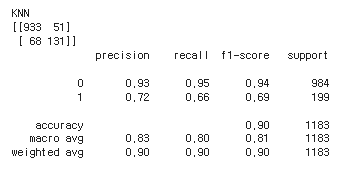 KNN
[[933  51]
 [ 68 131]]
              precision    recall  f1-score   support

           0       0.93      0.95      0.94       984
           1       0.72      0.66      0.69       199

    accuracy                           0.90      1183
   macro avg       0.83      0.80      0.81      1183
weighted avg       0.90      0.90      0.90      1183